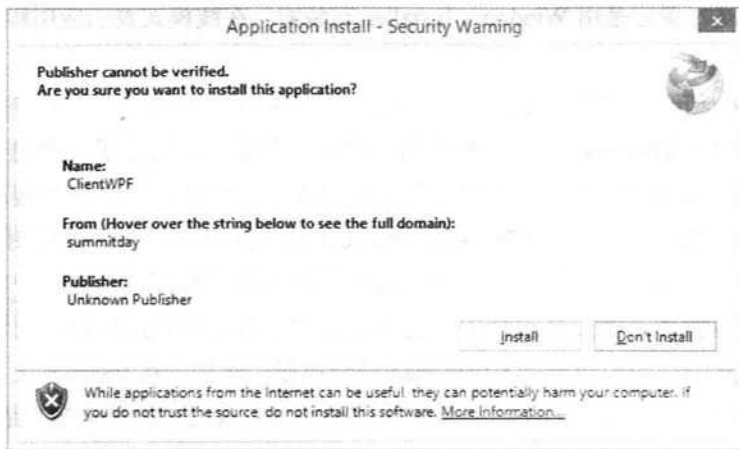 Application Install - Security Warning
Publisher cannot be verified.
Are you sure you want to install this application?
Name:
ClientWPF
From (Hover over the string below to see the full domain):
summitday
Publisher:
Unknown Publisher
Install
Don't Install
While applications from the Internet can be useful, they can potentially harm your computer. If
you do not trust the source, do not install this software. More Information...